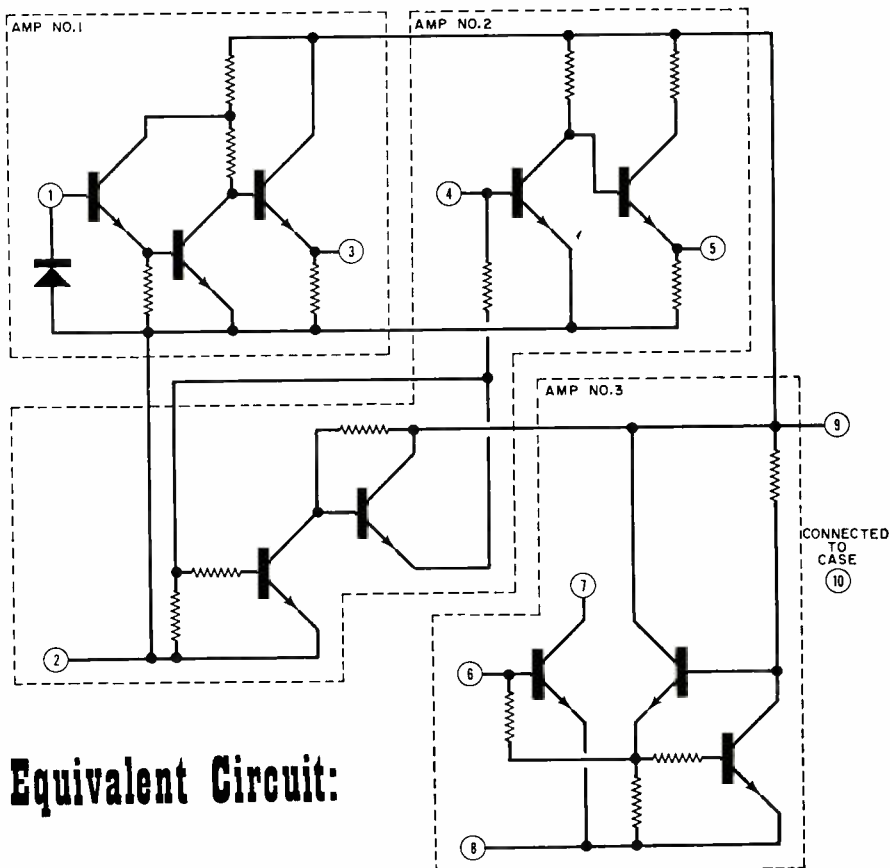 AMP NO.1
AMP NO.2
1
4
3
5
AMP NO.3
9
CONNECTED
TO
CASE
10
7
2
6
Equivalent Circuit:
8